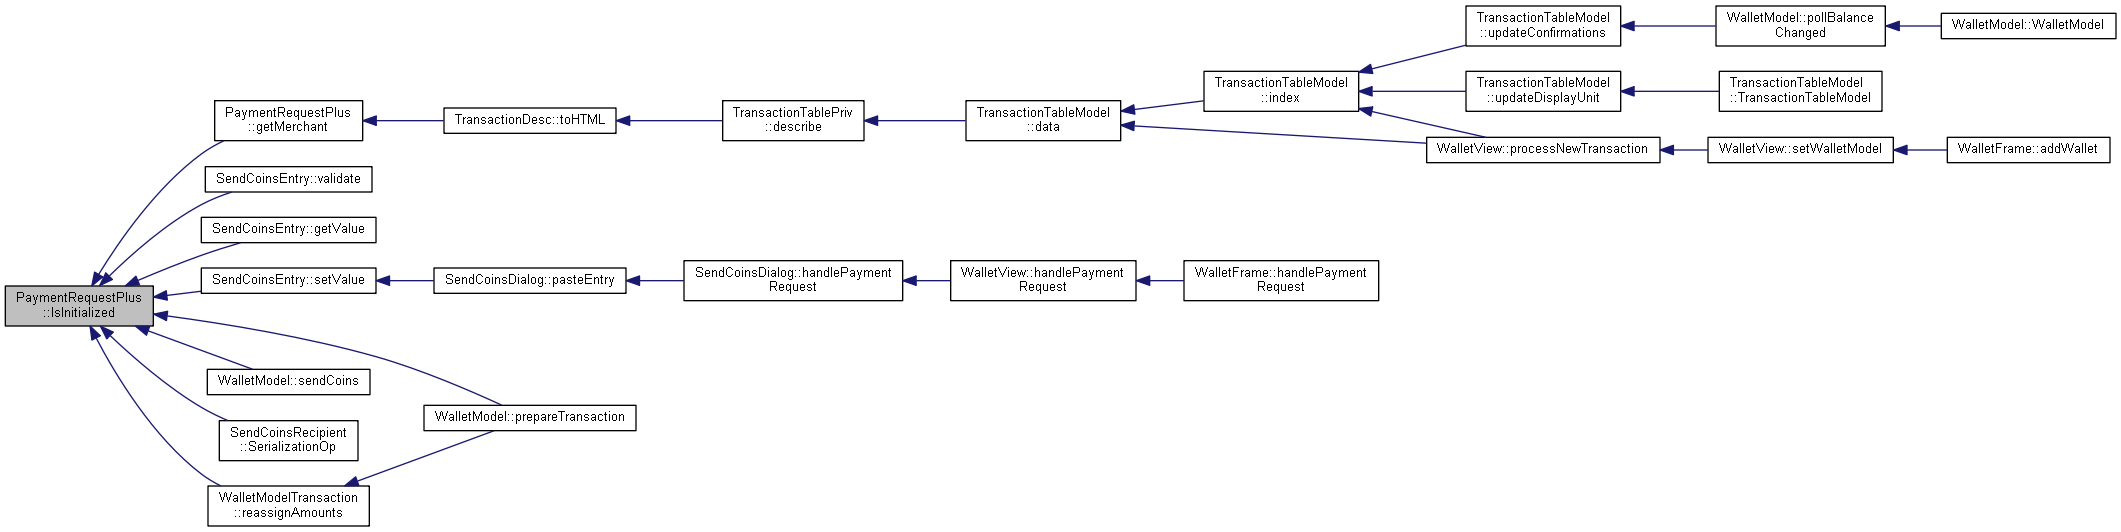 TransactionTableModel
::updateConfirmations
WalletModel::pollBalance
Changed
WalletModel::WalletModel
PaymentRequestPlus
::getMerchant
TransactionDesc::toHTML
TransactionTablePriv
::describe
TransactionTableModel
::data
TransactionTableModel
::index
TransactionTableModel
::updateDisplayUnit
TransactionTableModel
::TransactionTableModel
WalletView::processNewTransaction
WalletView::setWalletModel
WalletFrame::addWallet
SendCoinsEntry::validate
SendCoinsEntry::getValue
SendCoinsEntry::setValue
SendCoinsDialog::pasteEntry
SendCoinsDialog::handlePayment
Request
WalletView::handlePayment
Request
WalletFrame::handlePayment
Request
PaymentRequestPlus
::IsInitialized
WalletModel::sendCoins
WalletModel::prepareTransaction
SendCoinsRecipient
::SerializationOp
WalletModelTransaction
::reassignAmounts